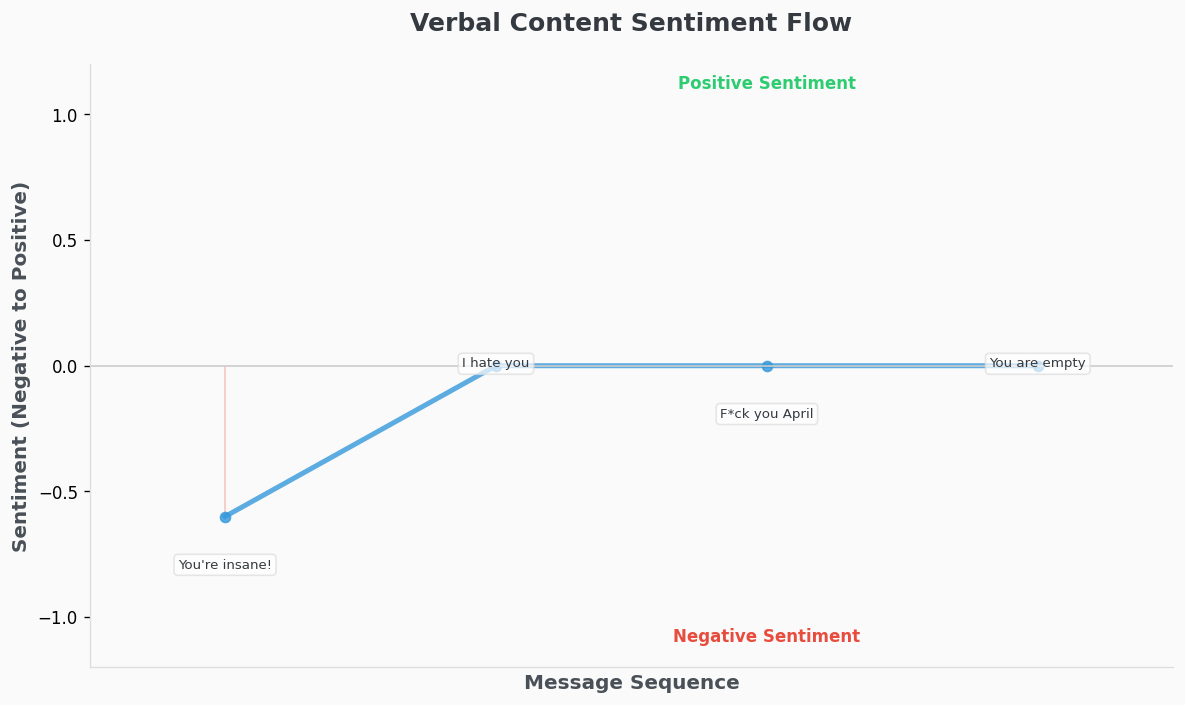 Verbal Content Sentiment Flow
Positive Sentiment
1.0
0.5
0.0
−0.5
−1.0
Sentiment (Negative to Positive)
I hate you
You are empty
F*ck you April
You're insane!
Negative Sentiment
Message Sequence